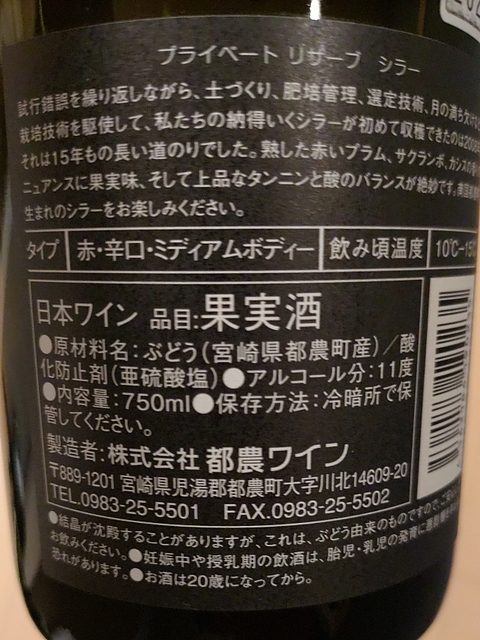 プライベート リザーブ シラー
試行錯誤を繰り返しながら、土づくり、肥培管理、選定技術、月の満ち欠け
栽培技術を駆使して、私たちの納得いくシラーが初めて収穫できたのは
それは15年もの長い道のりでした。熟した赤いプラム、サクランボ、カシスの
ニュアンスに果実味、そして上品なタンニンと酸のバランスが絶妙です。
生まれのシラーをお楽しみください。
タイプ 赤・辛口・ミディアムボディー 飲み頃温度 10℃-15℃
日本ワイン 品目:果実酒
●原材料名:ぶどう(宮崎県都農町産)/酸
化防止剤(亜硫酸塩)●アルコール分:11度
●内容量:750ml●保存方法:冷暗所で保
管してください。
製造者:株式会社 都農ワイン
〒889-1201 宮崎県児湯郡都農町大字川北14609-20
TEL.0983-25-5501 FAX.0983-25-5502
●結晶が沈殿することがありますが、これは、ぶどう由来のものですので、ご安心して
お飲みください。●妊娠中や授乳期の飲酒は、胎児・乳児の発育に悪影響を
恐れがあります。●お酒は20歳になってから。